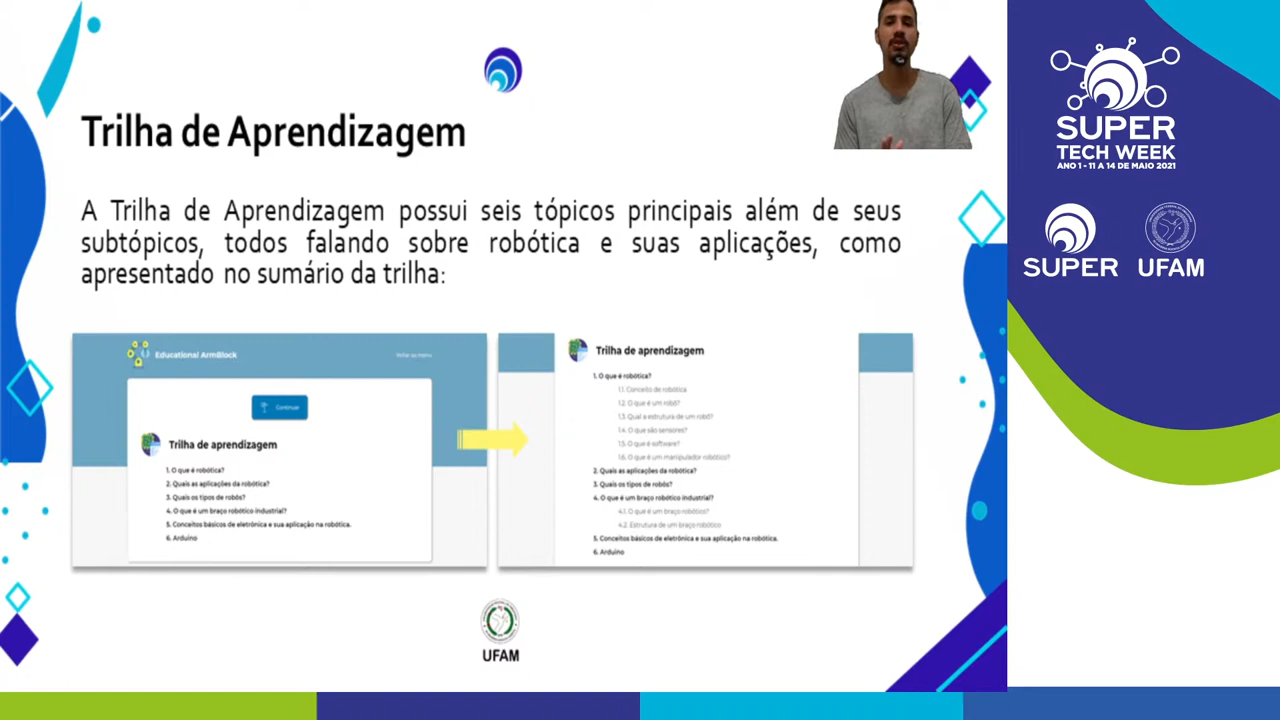 Trilha de Aprendizagem
A Trilha de Aprendizagem possui seis tópicos principais além de seus
subtópicos, todos falando sobre robótica e suas aplicações, como
apresentado no sumário da trilha:
Educational ArmBlock
Voltar ao menu
Continuar
Trilha de aprendizagem
1. O que é robótica?
2. Quais as aplicações da robótica?
3. Quais os tipos de robôs?
4. O que é um braço robótico industrial?
5. Conceitos básicos de eletrônica e sua aplicação na robótica.
6. Arduino
Trilha de aprendizagem
1. O que é robótica?
1.1. Conceito de robótica
1.2. O que é um robô?
1.3. Qual a estrutura de um robô?
1.4. O que são sensores?
1.5. O que é software?
1.6. O que é um manipulador robótico?
2. Quais as aplicações da robótica?
3. Quais os tipos de robôs?
4. O que é um braço robótico industrial?
4.1. O que é um braço robótico?
4.2. Estrutura de um braço robótico
5. Conceitos básicos de eletrônica e sua aplicação na robótica.
6. Arduino
UFAM
SUPER
TECH WEEK
ANO 1 - 11 A 14 DE MAIO 2021
SUPER
UFAM